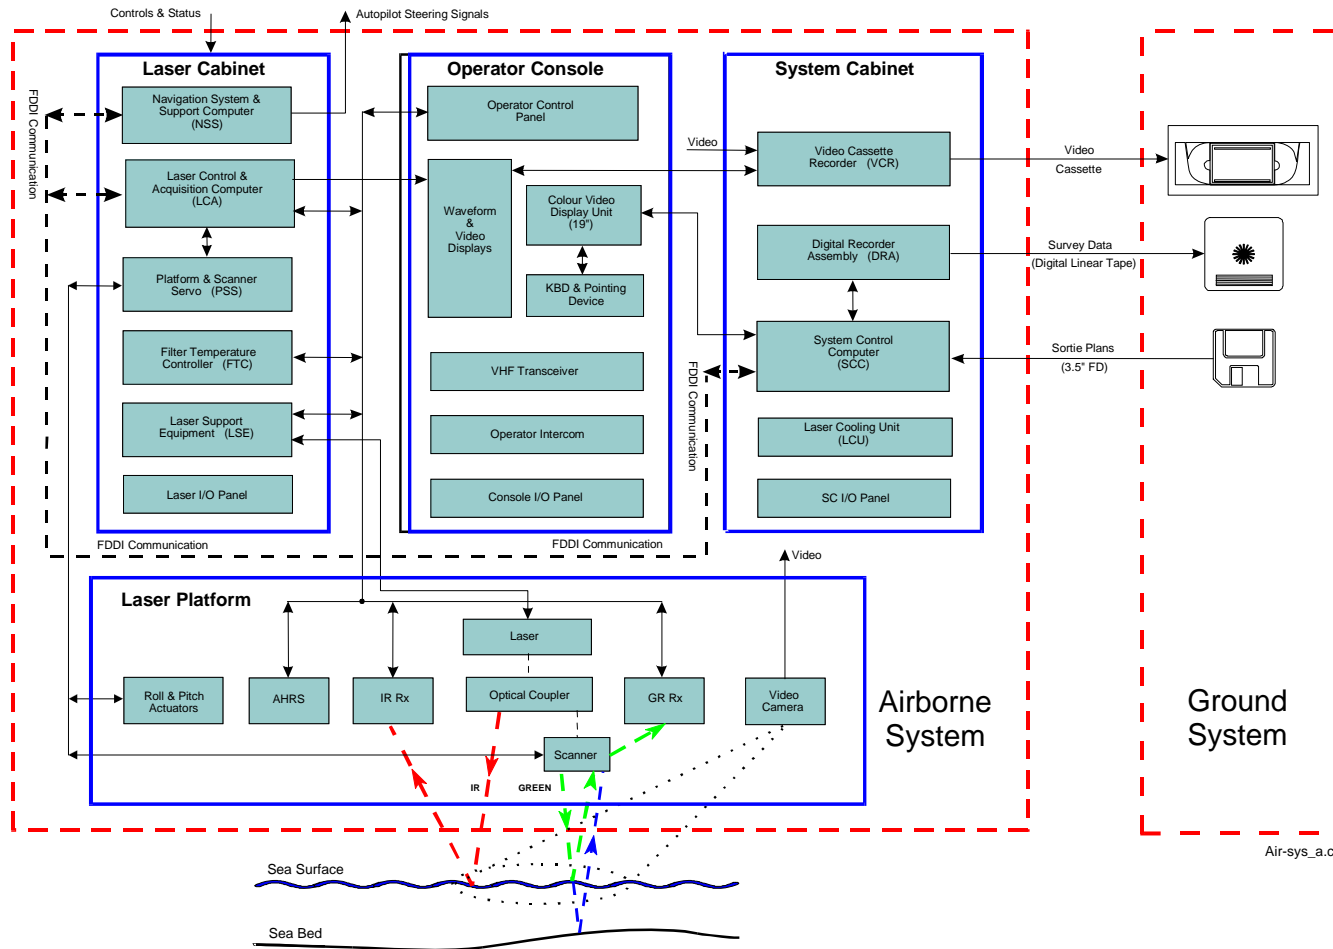 Controls & Status
Autopilot Steering Signals
Laser Cabinet
Operator Console
System Cabinet
FDDI Communication
Navigation System &
Support Computer
(NSS)
Laser Control &
Acquisition Computer
(LCA)
Platform & Scanner
Servo (PSS)
Filter Temperature
Controller (FTC)
Laser Support
Equipment (LSE)
Laser I/O Panel
Operator Control
Panel
Waveform
&
Video
Displays
Colour Video
Display Unit
(19")
KBD & Pointing
Device
VHF Transceiver
Operator Intercom
Console I/O Panel
Video
Video Cassette
Recorder (VCR)
Digital Recorder
Assembly (DRA)
System Control
Computer
(SCC)
Laser Cooling Unit
(LCU)
SC I/O Panel
FDDI Communication
Video
Cassette
Survey Data
(Digital Linear Tape)
Sortie Plans
(3.5" FD)
FDDI Communication
FDDI Communication
Video
Laser Platform
Laser
Roll & Pitch
Actuators
AHRS
IR Rx
Optical Coupler
GR Rx
Video
Camera
Scanner
IR
GREEN
Airborne
System
Ground
System
Air-sys_a.c
Sea Surface
Sea Bed